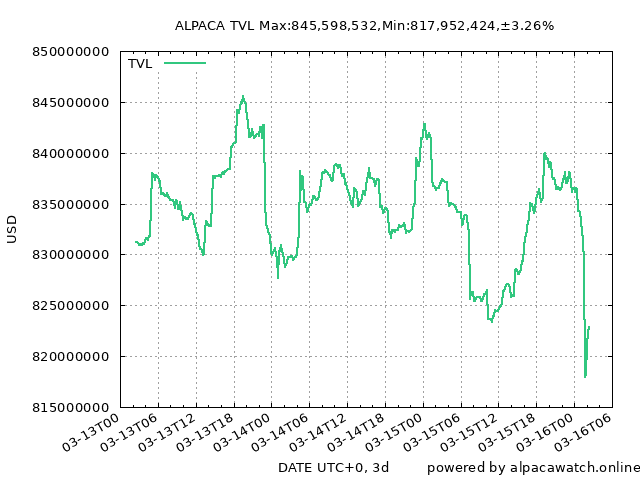 ALPACA TVL Max:845,598,532,Min:817,952,424,±3.26%
850000000
845000000
840000000
835000000
830000000
825000000
820000000
815000000
USD
TVL
03-13T00
03-13T06
03-13T12
03-13T18
03-14T00
03-14T06
03-14T12
03-14T18
03-15T00
03-15T06
03-15T12
03-15T18
03-16T00
03-16T06
DATE UTC+0, 3d
powered by alpacawatch.online